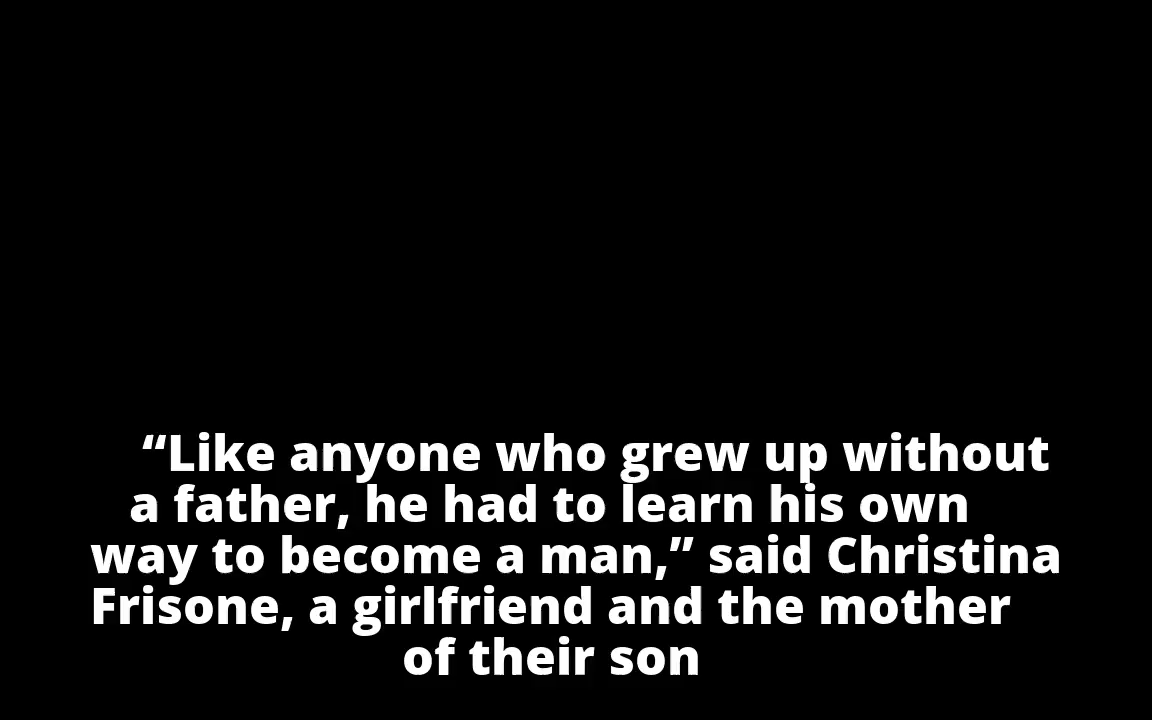 “Like anyone who grew up without
a father, he had to learn his own
way to become a man,” said Christina
Frisone, a girlfriend and the mother
of their son